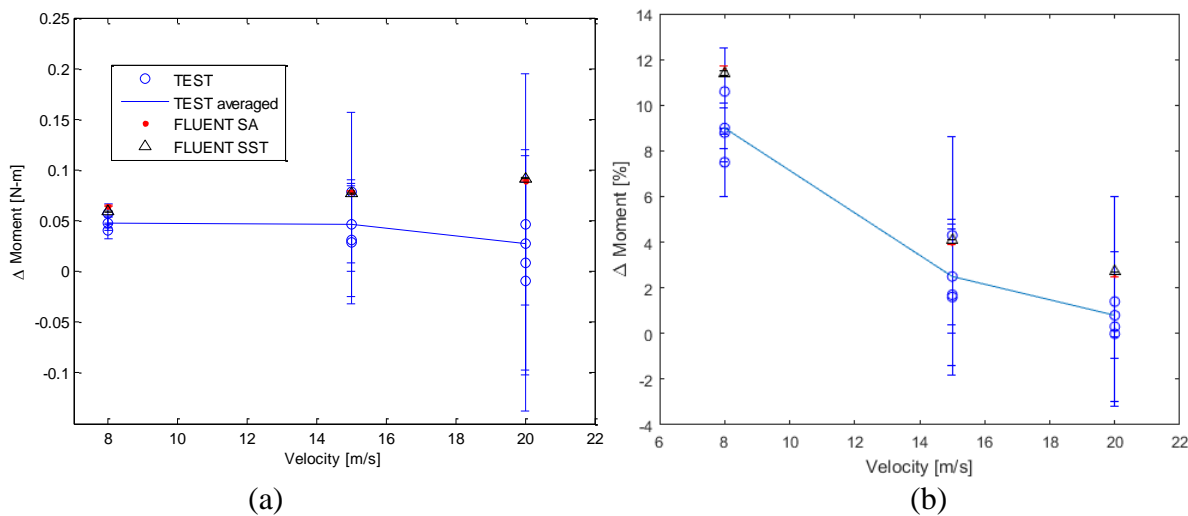 0.25
0.2
0.15
0.1
0.05
0
-0.05
-0.1
Δ Moment [N-m]
TEST
TEST averaged
FLUENT SA
FLUENT SST
8 10 12 14 16 18 20 22
Velocity [m/s]
(a)
14
12
10
8
6
4
2
0
-2
-4
Δ Moment [%]
6 8 10 12 14 16 18 20 22
Velocity [m/s]
(b)